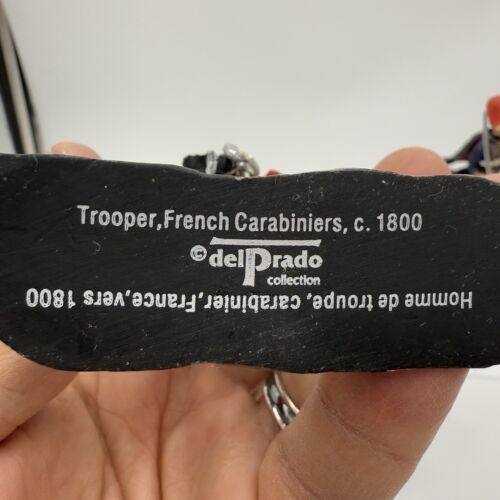 Trooper,French Carabiniers, c. 1800
© delPrado
collection
Homme de troupe, carabinier,France,vers 1800